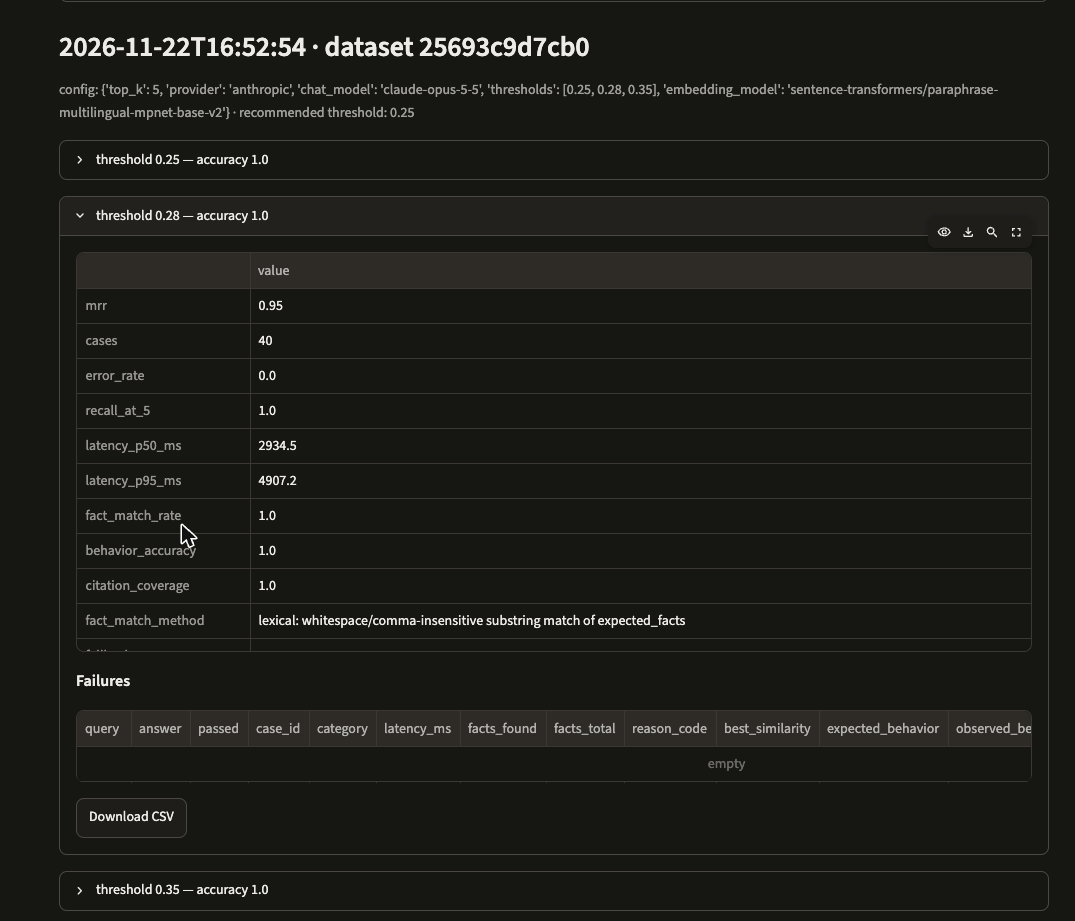 2026-11-22T16:52:54 · dataset 25693c9d7cb0
config: {'top_k': 5, 'provider': 'anthropic', 'chat_model': 'claude-opus-5-5', 'thresholds': [0.25, 0.28, 0.35], 'embedding_model': 'sentence-transformers/paraphrase-
multilingual-mpnet-base-v2'} · recommended threshold: 0.25
threshold 0.25 — accuracy 1.0
threshold 0.28 — accuracy 1.0
value
mrr 0.95
cases 40
error_rate 0.0
recall_at_5 1.0
latency_p50_ms 2934.5
latency_p95_ms 4907.2
fact_match_rate 1.0
behavior_accuracy 1.0
citation_coverage 1.0
fact_match_method lexical: whitespace/comma-insensitive substring match of expected_facts
Failures
query answer passed case_id category latency_ms facts_found facts_total reason_code best_similarity expected_behavior observed_be
empty
Download CSV
threshold 0.35 — accuracy 1.0